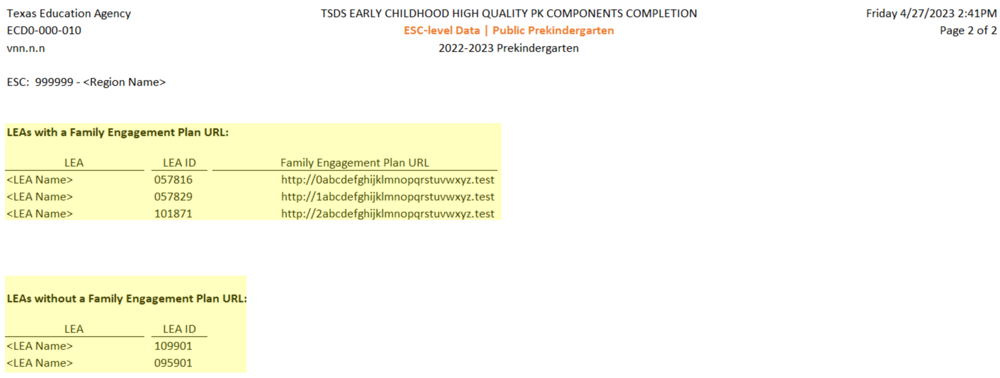 Texas Education Agency TSDS EARLY CHILDHOOD HIGH QUALITY PK COMPONENTS COMPLETION Friday 4/27/2023 2:41PM
ECD0-000-010 ESC-level Data | Public Prekindergarten Page 2 of 2
vnn.n.n 2022-2023 Prekindergarten
ESC: 999999 - <Region Name>
LEAs with a Family Engagement Plan URL:
LEA LEA ID Family Engagement Plan URL
<LEA Name> 057816 http://0abcdefghijklmnopqrstuvwxyz.test
<LEA Name> 057829 http://1abcdefghijklmnopqrstuvwxyz.test
<LEA Name> 101871 http://2abcdefghijklmnopqrstuvwxyz.test
LEAs without a Family Engagement Plan URL:
LEA LEA ID
<LEA Name> 109901
<LEA Name> 095901